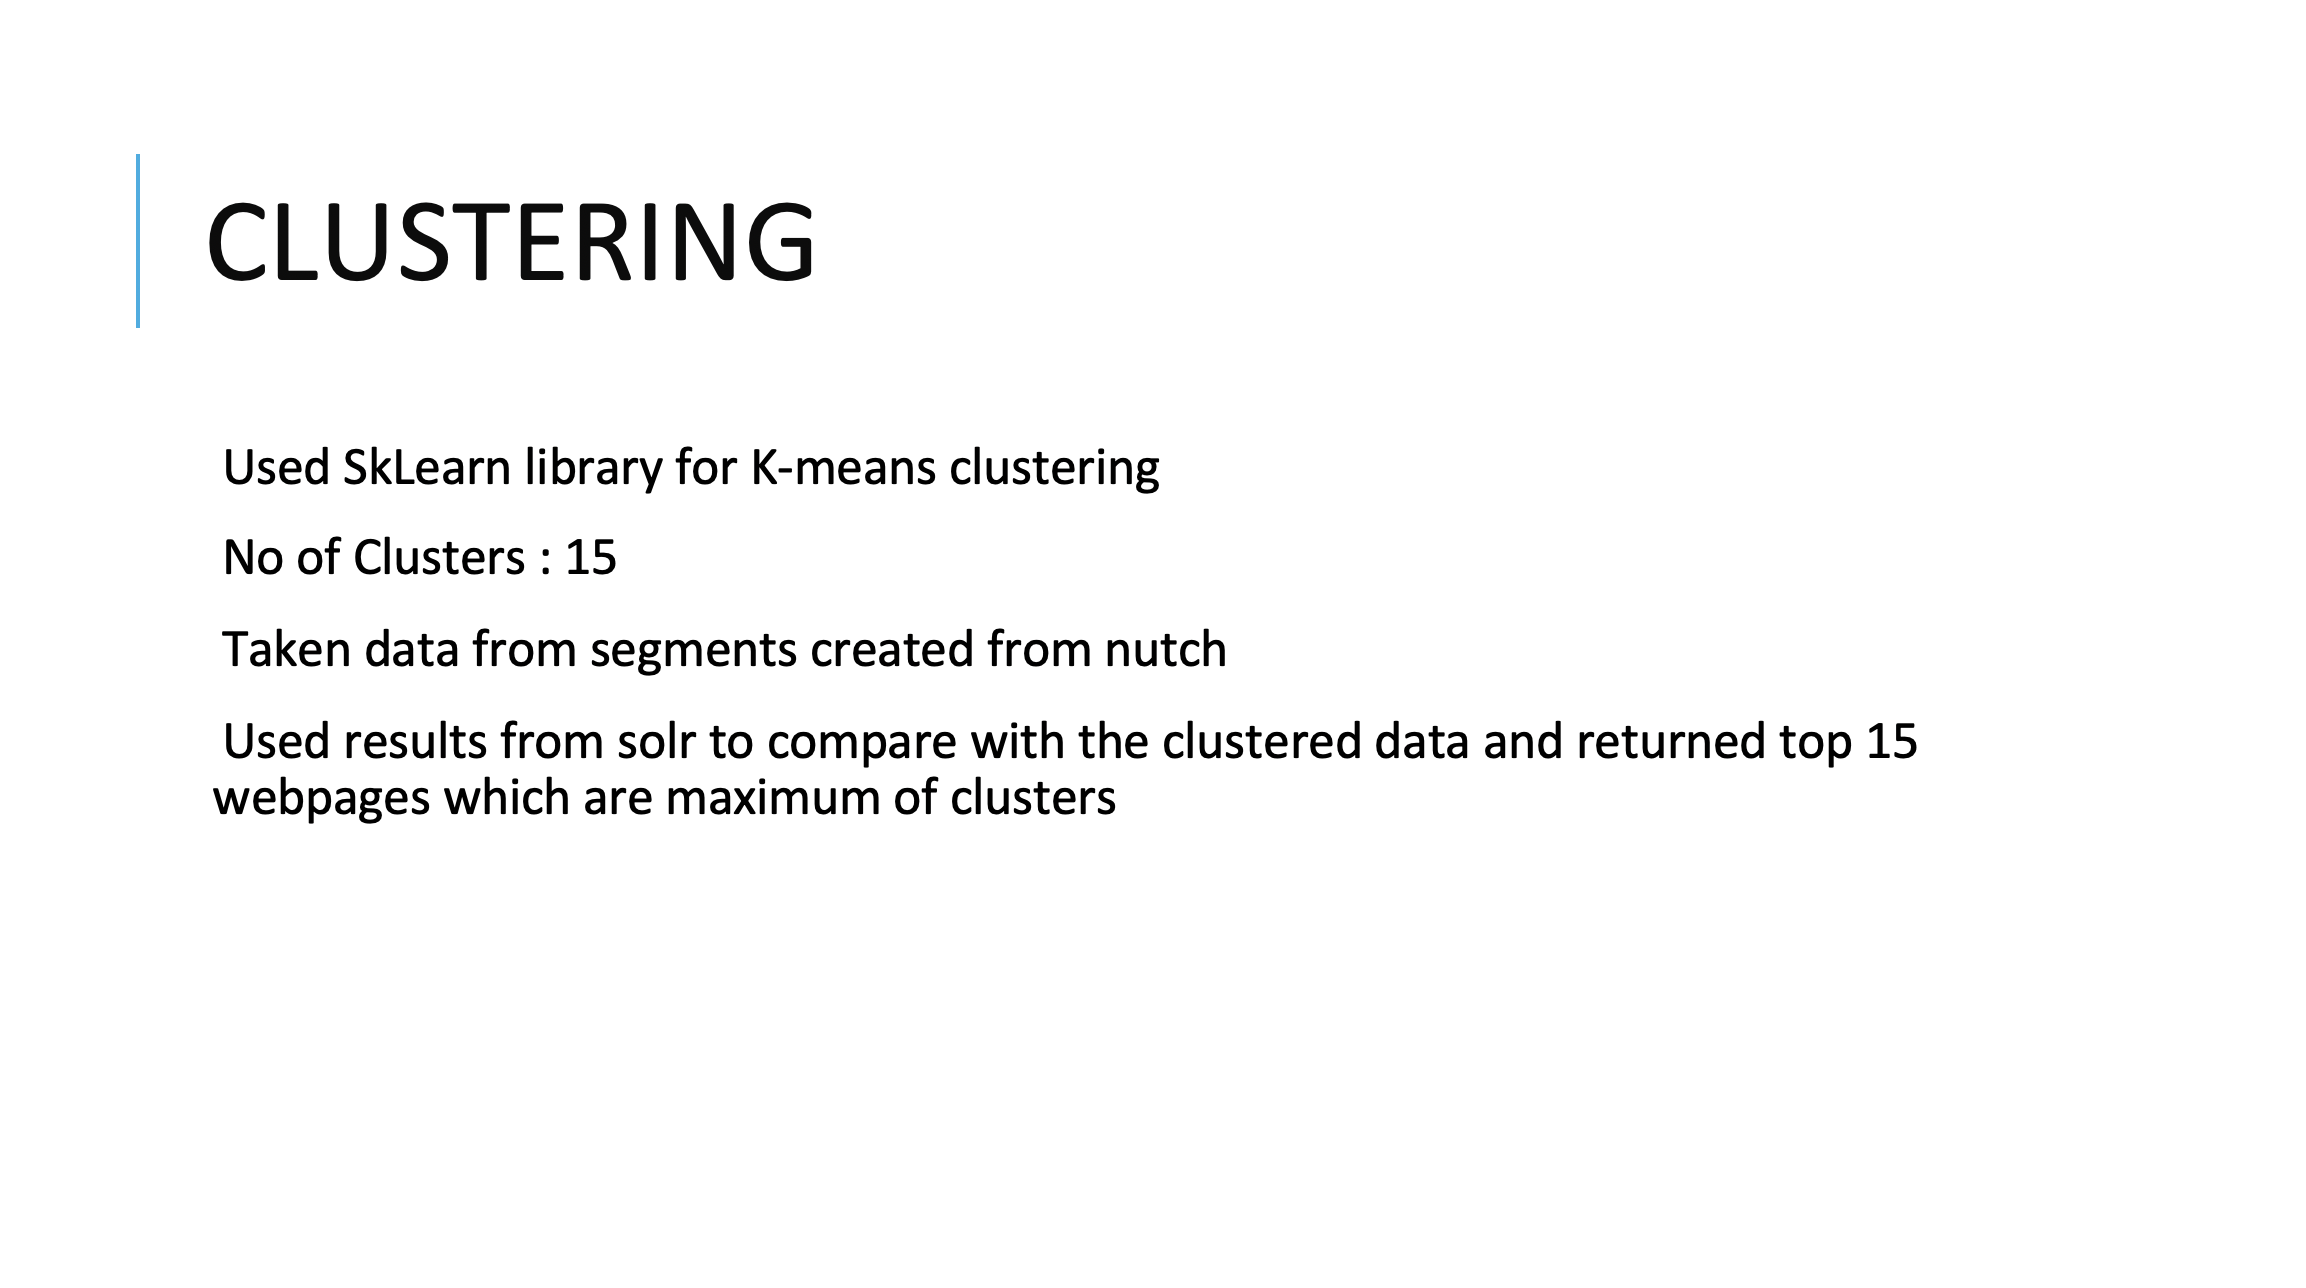 CLUSTERING
Used SkLearn library for K-means clustering
No of Clusters : 15
Taken data from segments created from nutch
Used results from solr to compare with the clustered data and returned top 15
webpages which are maximum of clusters